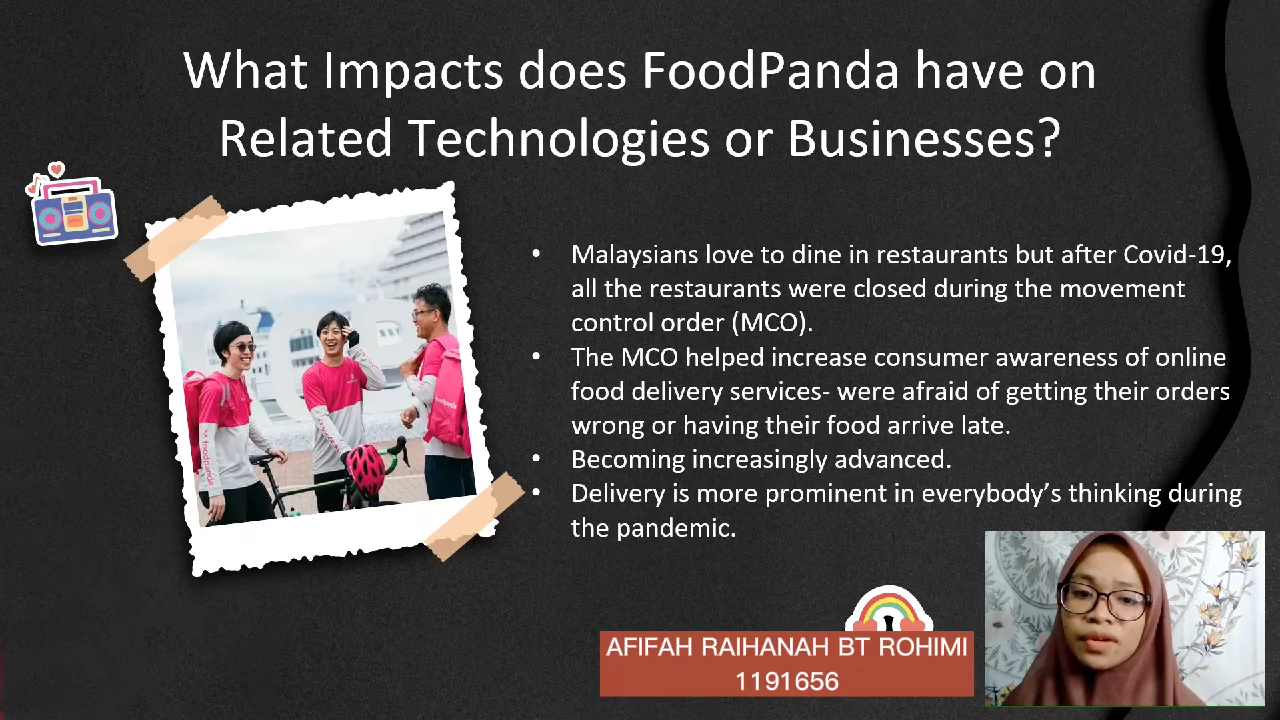 What Impacts does FoodPanda have on
Related Technologies or Businesses?
• Malaysians love to dine in restaurants but after Covid-19,
all the restaurants were closed during the movement
control order (MCO).
• The MCO helped increase consumer awareness of online
food delivery services- were afraid of getting their orders
wrong or having their food arrive late.
• Becoming increasingly advanced.
• Delivery is more prominent in everybody's thinking during
the pandemic.
foodpanda
AFIFAH RAIHANAH BT ROHIMI
1191656